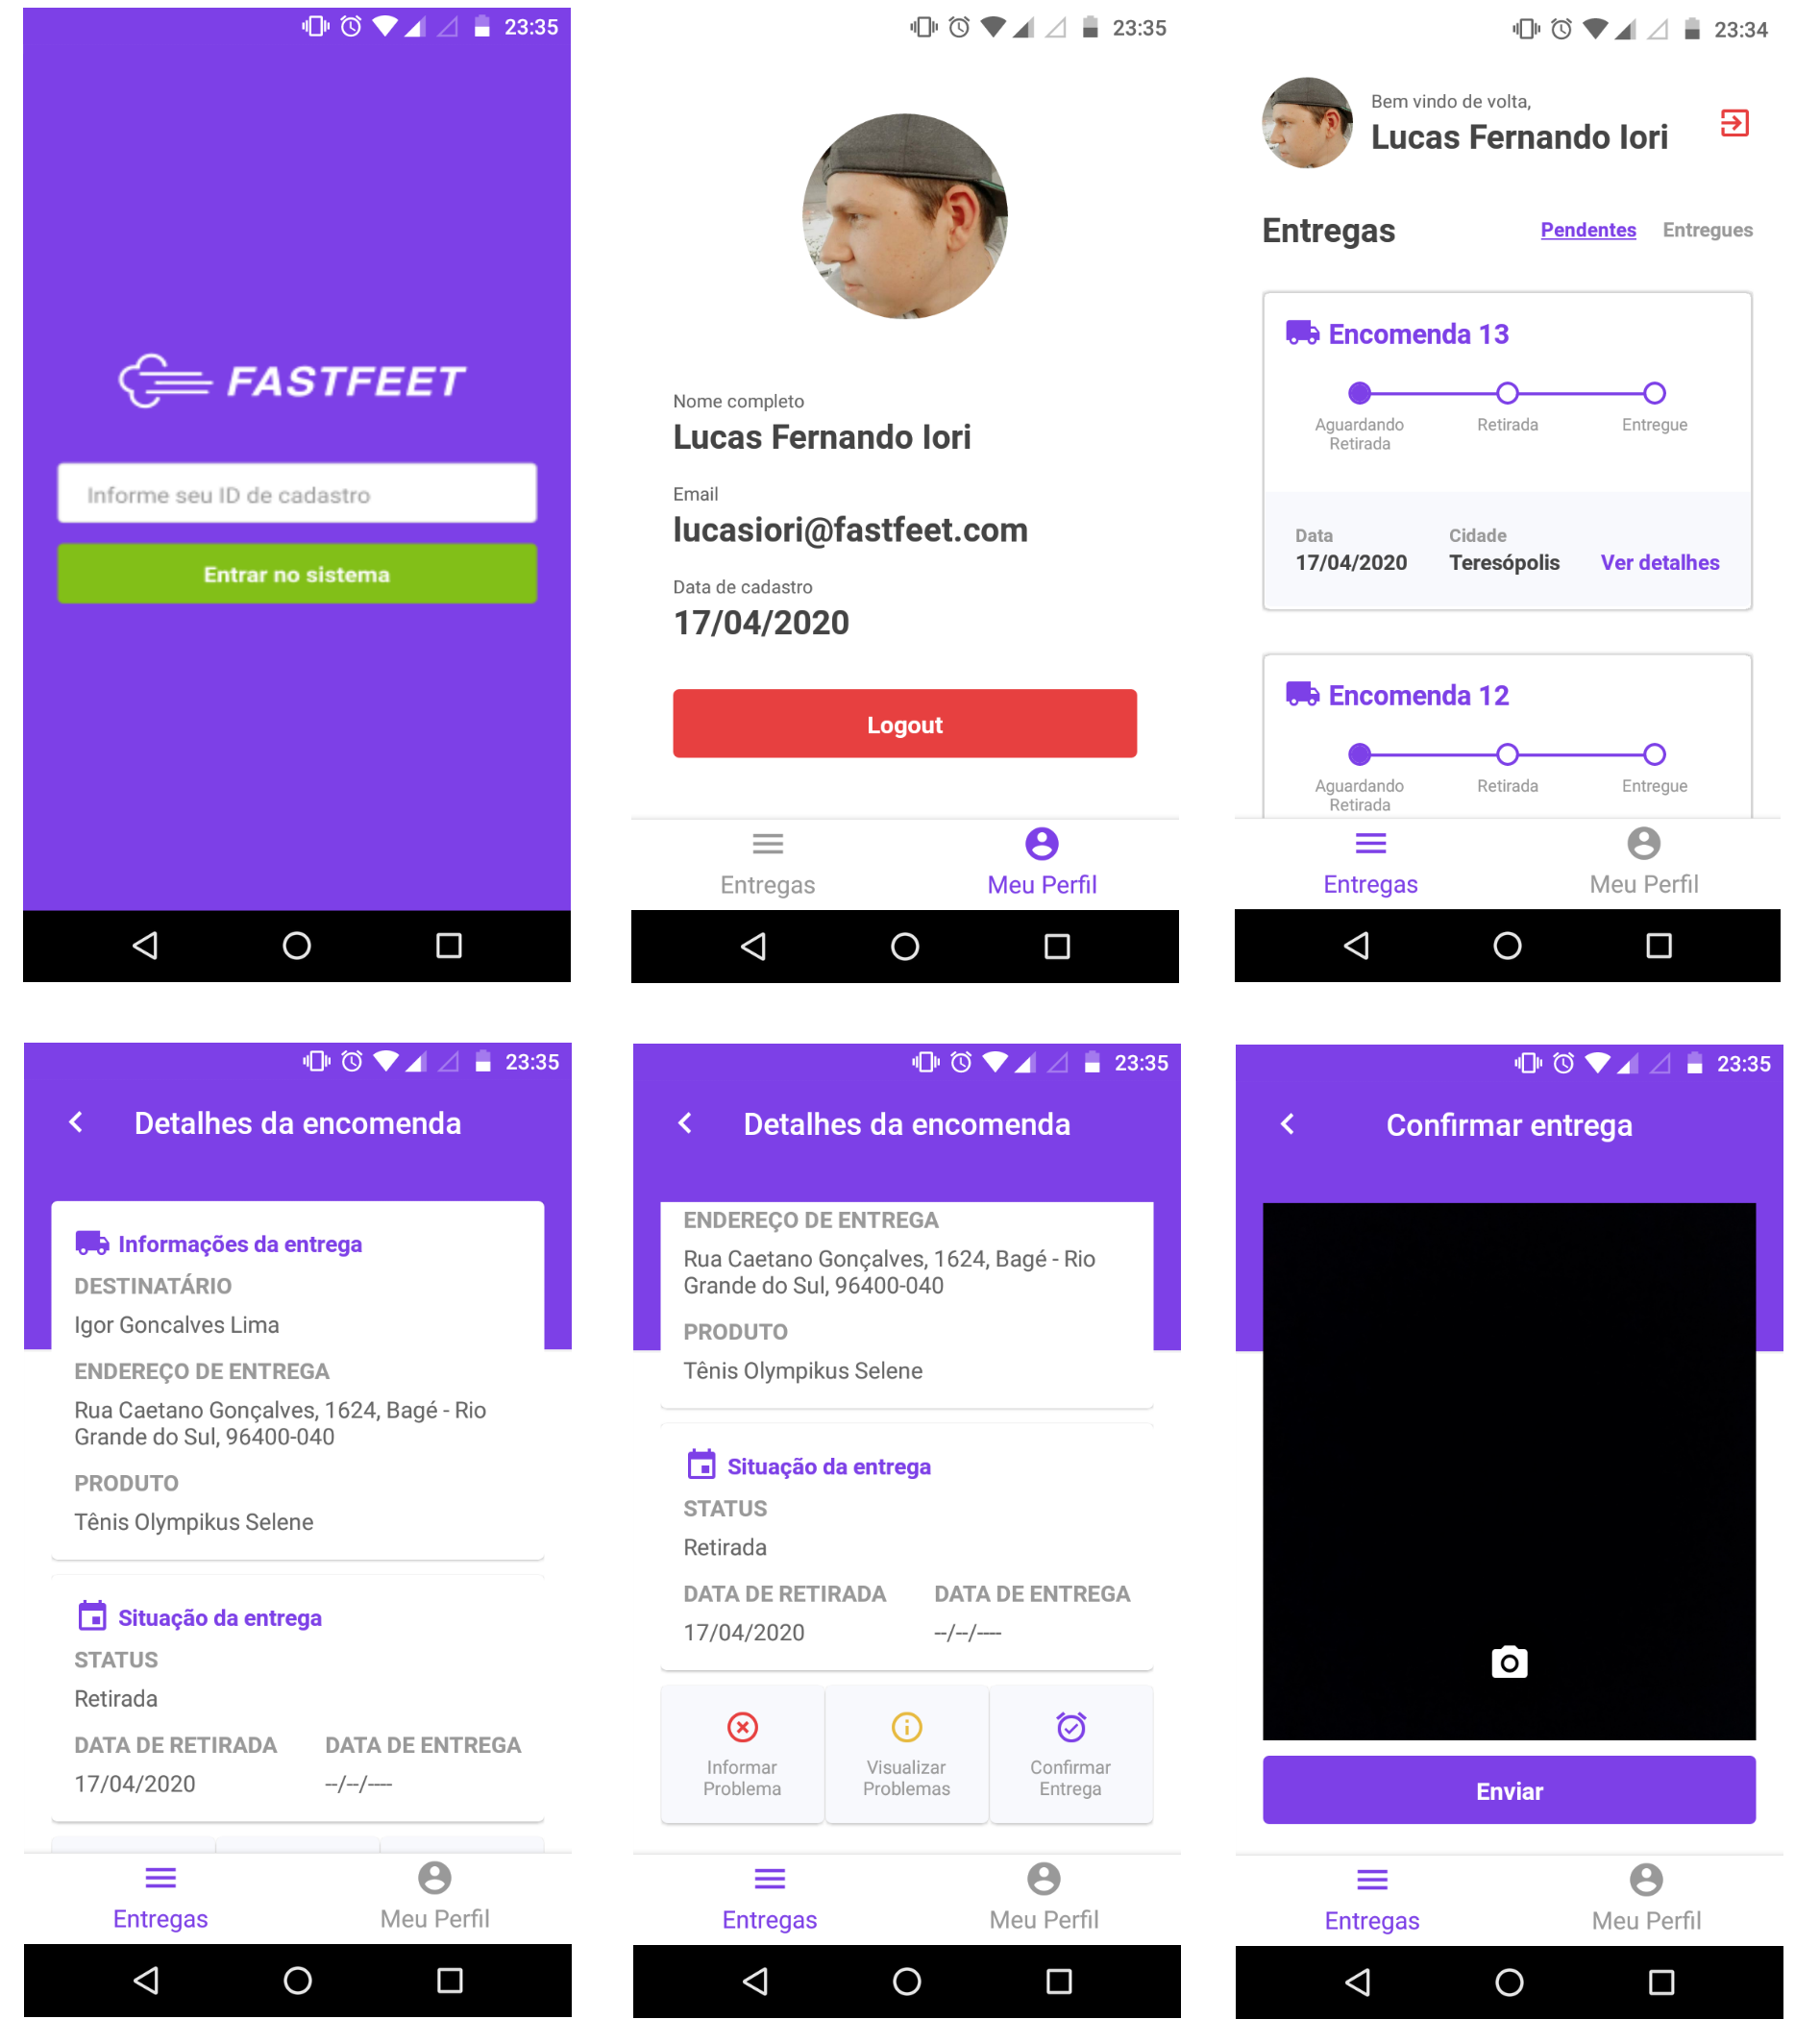 23:35
FASTFEET
Informe seu ID de cadastro
Entrar no sistema
23:35
Nome completo
Lucas Fernando Iori
Email
lucasiori@fastfeet.com
Data de cadastro
17/04/2020
Logout
Entregas
Meu Perfil
23:34
Bem vindo de volta,
Lucas Fernando Iori
Entregas
Pendentes
Entregues
Encomenda 13
Aguardando
Retirada
Retirada
Entregue
Data
17/04/2020
Cidade
Teresópolis
Ver detalhes
Encomenda 12
Aguardando
Retirada
Retirada
Entregue
Entregas
Meu Perfil
23:35
Detalhes da encomenda
Informações da entrega
DESTINATÁRIO
Igor Goncalves Lima
ENDEREÇO DE ENTREGA
Rua Caetano Gonçalves, 1624, Bagé - Rio
Grande do Sul, 96400-040
PRODUTO
Tênis Olympikus Selene
Situação da entrega
STATUS
Retirada
DATA DE RETIRADA
17/04/2020
DATA DE ENTREGA
--/--/----
Entregas
Meu Perfil
23:35
Detalhes da encomenda
ENDEREÇO DE ENTREGA
Rua Caetano Gonçalves, 1624, Bagé - Rio
Grande do Sul, 96400-040
PRODUTO
Tênis Olympikus Selene
Situação da entrega
STATUS
Retirada
DATA DE RETIRADA
17/04/2020
DATA DE ENTREGA
--/--/----
Informar
Problema
Visualizar
Problemas
Confirmar
Entrega
Entregas
Meu Perfil
23:35
Confirmar entrega
Enviar
Entregas
Meu Perfil